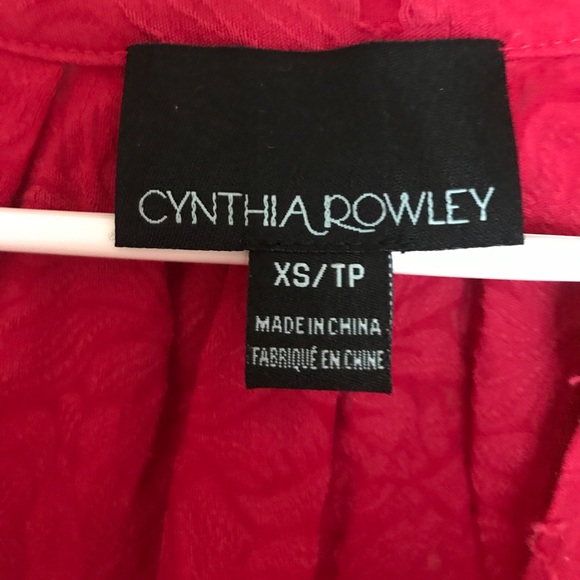 CYNTHIA ROWLEY
XS/TP
MADE IN CHINA
FABRIQUÉ EN CHINE